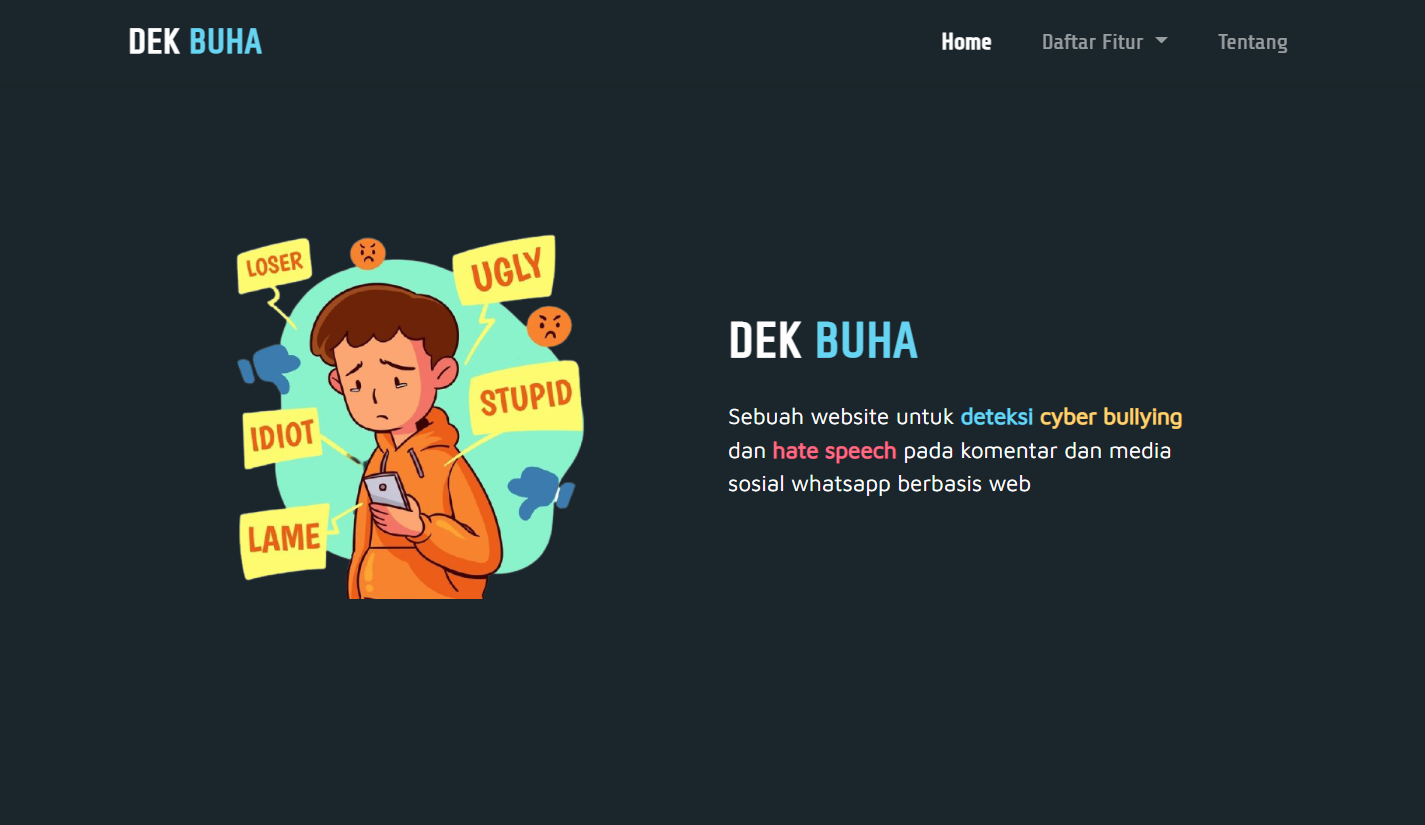 DEK BUHA
Home
Daftar Fitur
Tentang
LOSER
UGLY
STUPID
IDIOT
LAME
DEK BUHA
Sebuah website untuk deteksi cyber bullying
dan hate speech pada komentar dan media
sosial whatsapp berbasis web